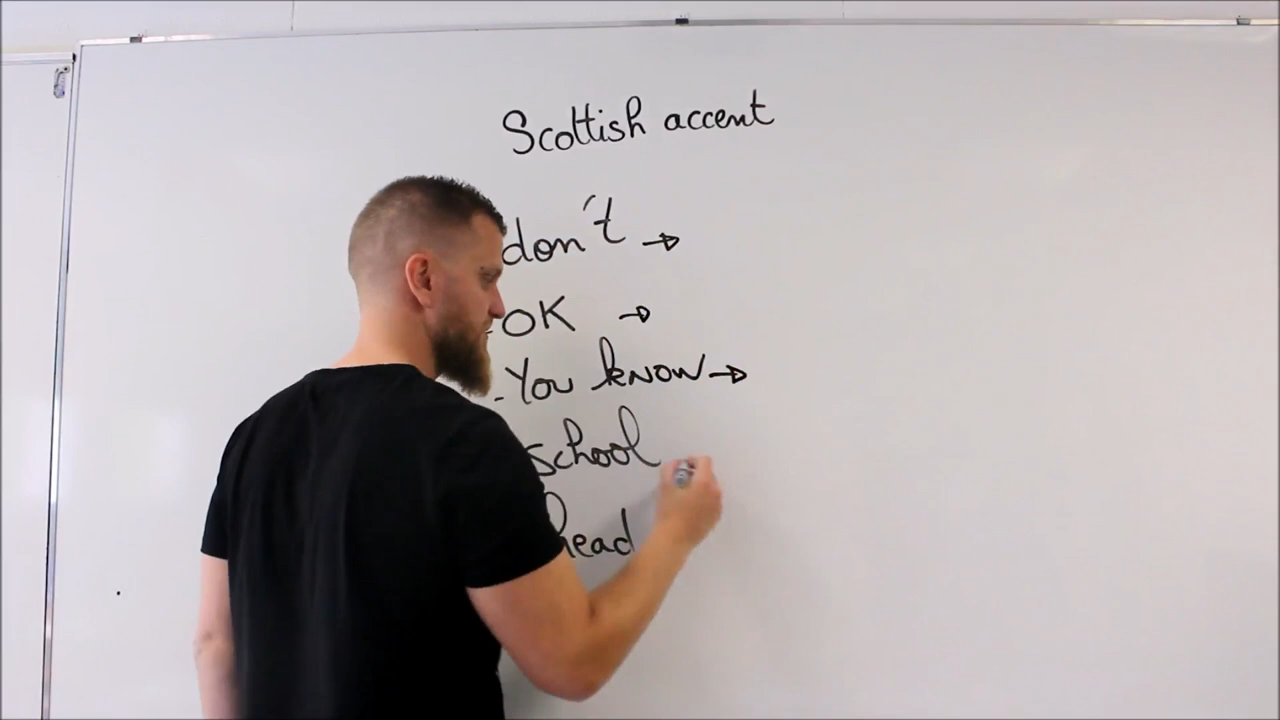 Scottish accent
don't →
OK →
- You know →
school
head